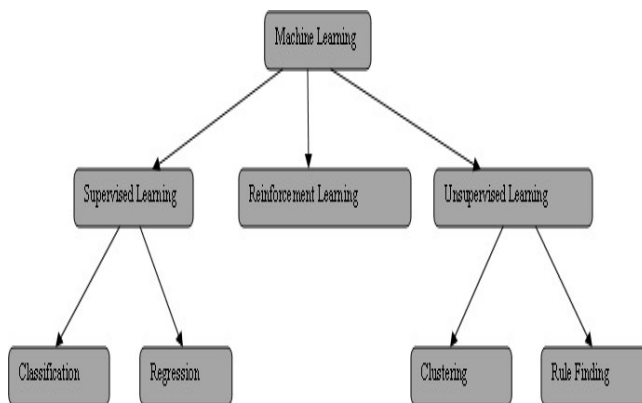 Machine Learning
Supervised Learning
Reinforcement Learning
Unsupervised Learning
Classification
Regression
Clustering
Rule Finding